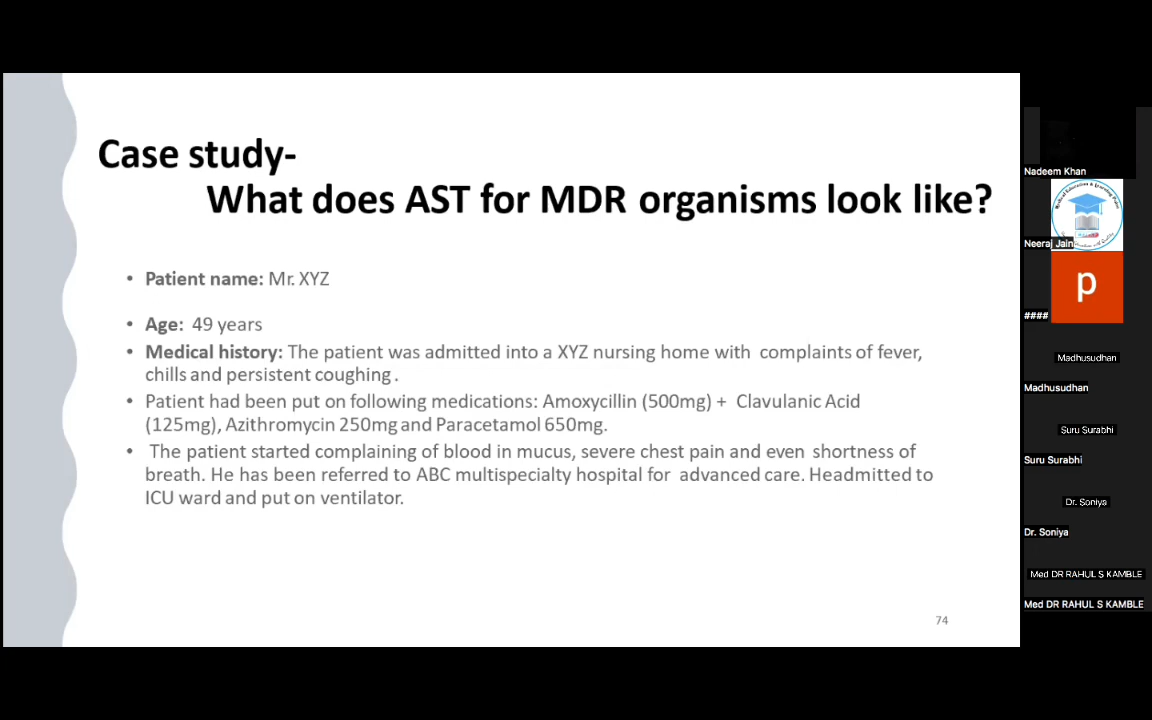 Case study-
What does AST for MDR organisms look like?
• Patient name: Mr. XYZ
• Age: 49 years
• Medical history: The patient was admitted into a XYZ nursing home with complaints of fever,
chills and persistent coughing.
• Patient had been put on following medications: Amoxycillin (500mg) + Clavulanic Acid
(125mg), Azithromycin 250mg and Paracetamol 650mg.
• The patient started complaining of blood in mucus, severe chest pain and even shortness of
breath. He has been referred to ABC multispecialty hospital for advanced care. Headmitted to
ICU ward and put on ventilator.
74
Nadeem Khan
Neeraj Jain
p
####
Madhusudhan
Madhusudhan
Suru Surabhi
Suru Surabhi
Dr. Soniya
Dr. Soniya
Med DR RAHUL S KAMBLE
Med DR RAHUL S KAMBLE